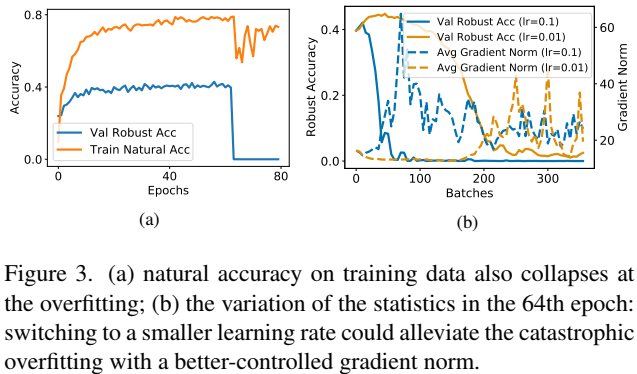 0.8
0.4
0.0
Accuracy
Val Robust Acc
Train Natural Acc
0
40
80
Epochs
(a)
0.4
0.2
0.0
Robust Accuracy
Val Robust Acc (lr=0.1)
Val Robust Acc (lr=0.01)
Avg Gradient Norm (lr=0.1)
Avg Gradient Norm (lr=0.01)
60
40
20
Gradient Norm
0
100
200
300
Batches
(b)
Figure 3. (a) natural accuracy on training data also collapses at
the overfitting; (b) the variation of the statistics in the 64th epoch:
switching to a smaller learning rate could alleviate the catastrophic
overfitting with a better-controlled gradient norm.